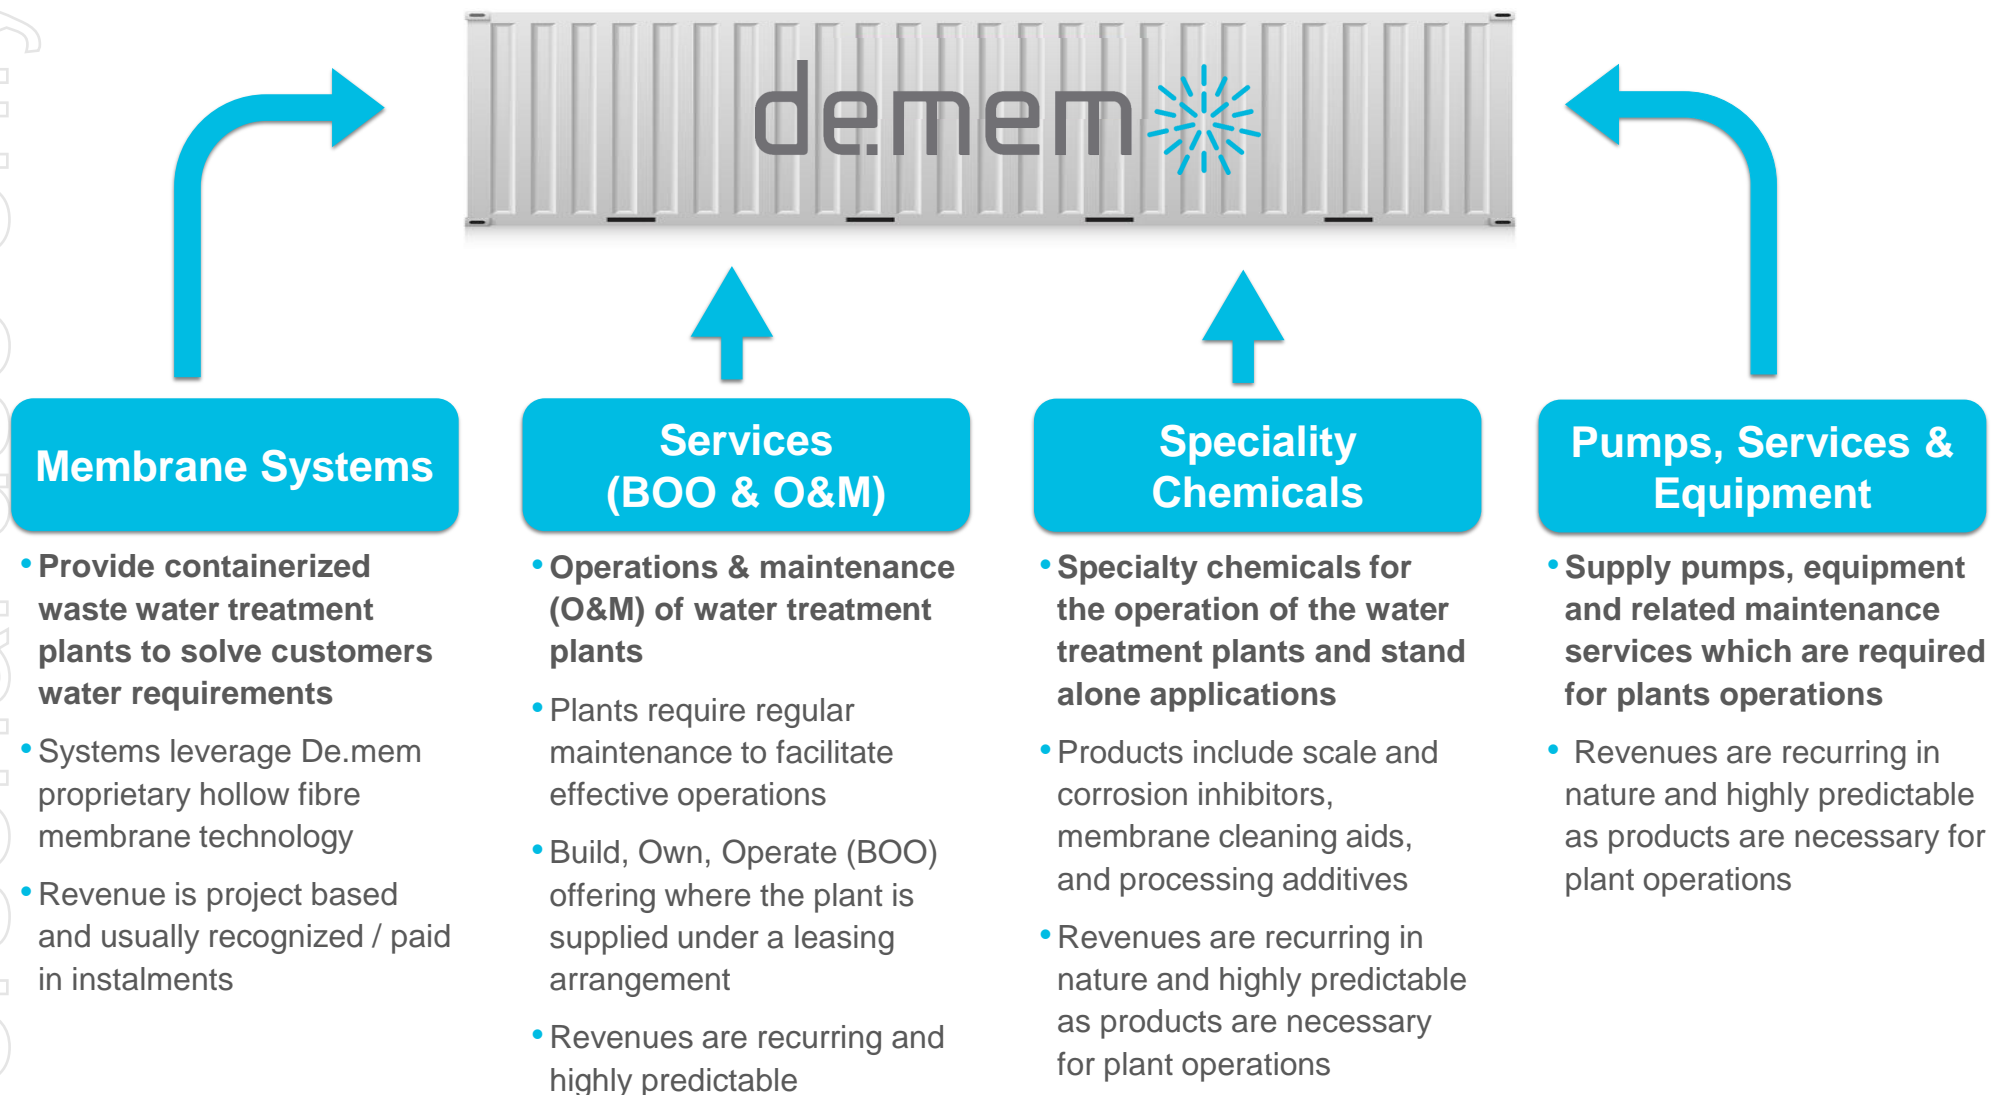 de.mem
Membrane Systems
• Provide containerized
waste water treatment
plants to solve customers
water requirements
• Systems leverage De.mem
proprietary hollow fibre
membrane technology
• Revenue is project based
and usually recognized / paid
in instalments
Services
(BOO & O&M)
• Operations & maintenance
(O&M) of water treatment
plants
• Plants require regular
maintenance to facilitate
effective operations
• Build, Own, Operate (BOO)
offering where the plant is
supplied under a leasing
arrangement
• Revenues are recurring and
highly predictable
Speciality
Chemicals
• Specialty chemicals for
the operation of the water
treatment plants and stand
alone applications
• Products include scale and
corrosion inhibitors,
membrane cleaning aids,
and processing additives
• Revenues are recurring in
nature and highly predictable
as products are necessary
for plant operations
Pumps, Services &
Equipment
• Supply pumps, equipment
and related maintenance
services which are required
for plants operations
• Revenues are recurring in
nature and highly predictable
as products are necessary for
plant operations